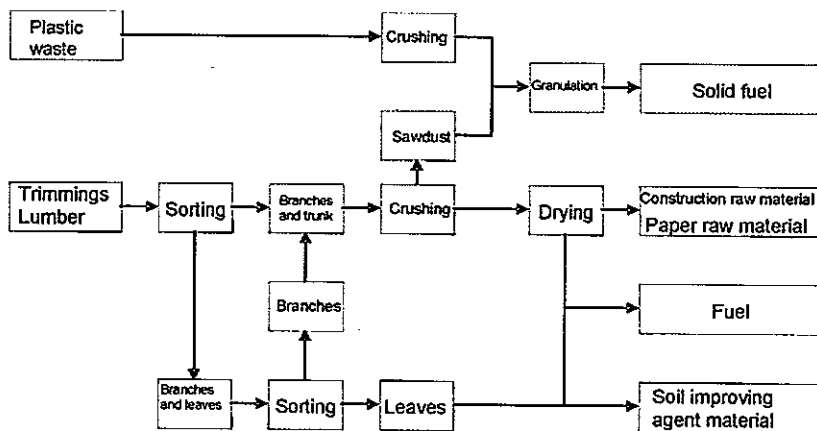 Plastic
waste
Crushing
Granulation
Solid fuel
Sawdust
Trimmings
Lumber
Sorting
Branches
and trunk
Crushing
Drying
Construction raw material
Paper raw material
Branches
Fuel
Branches
and leaves
Sorting
Leaves
Soil improving
agent material